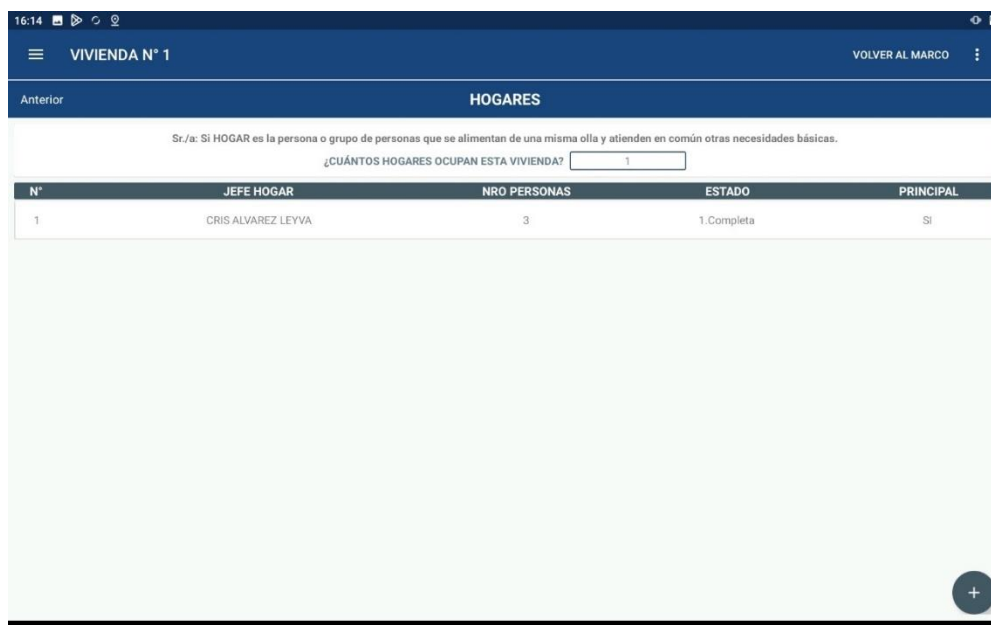 16:14
VIVIENDA N° 1
VOLVER AL MARCO
Anterior
HOGARES
Sr./a: Si HOGAR es la persona o grupo de personas que se alimentan de una misma olla y atienden en común otras necesidades básicas.
¿CUÁNTOS HOGARES OCUPAN ESTA VIVIENDA? 1
N° JEFE HOGAR NRO PERSONAS ESTADO PRINCIPAL
1 CRIS ALVAREZ LEYVA 3 1.Completa SI
+